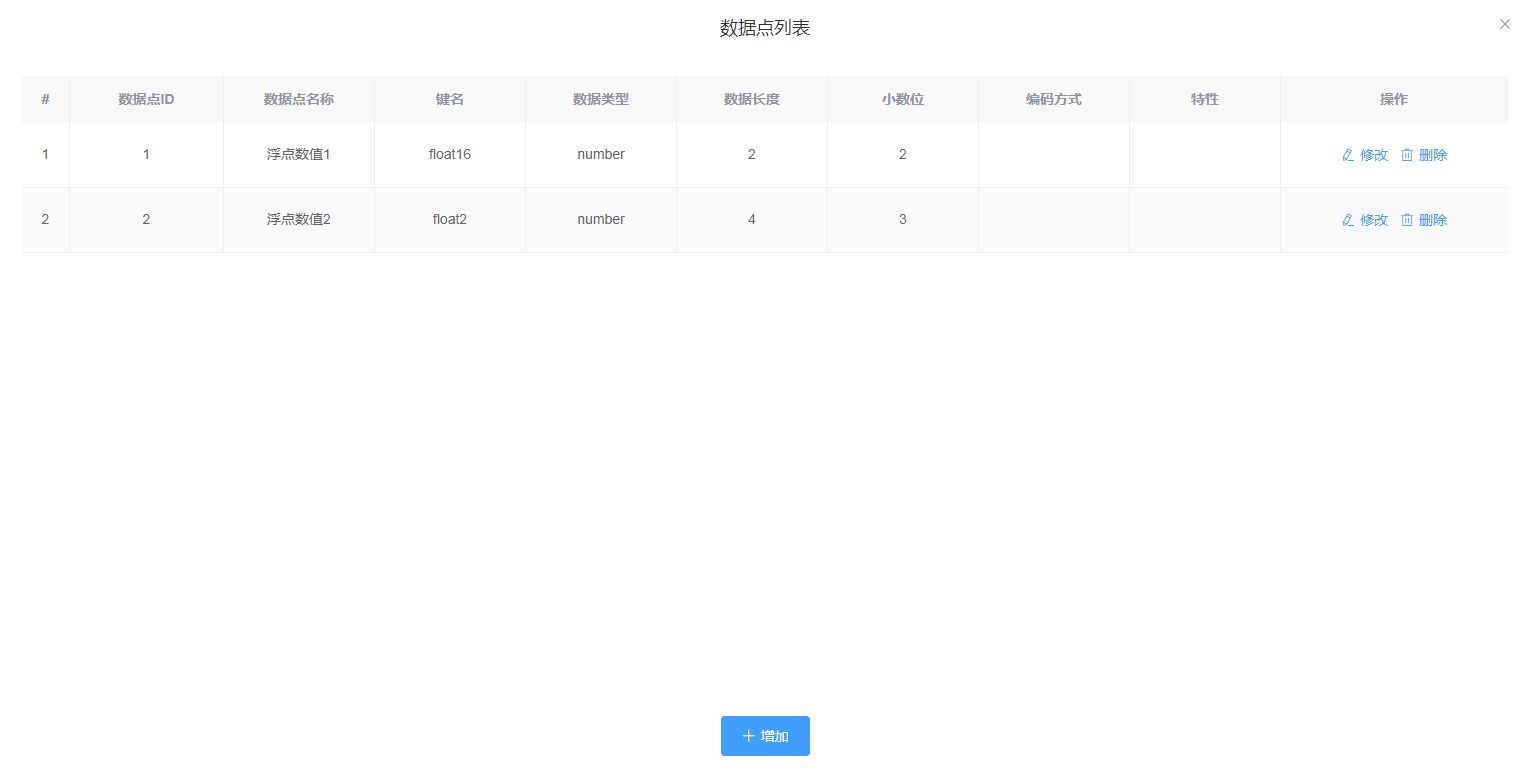 数据点列表
# 数据点ID 数据点名称 键名 数据类型 数据长度 小数位 编码方式 特性 操作
1 1 浮点数值1 float16 number 2 2 修改 删除
2 2 浮点数值2 float2 number 4 3 修改 删除
增加